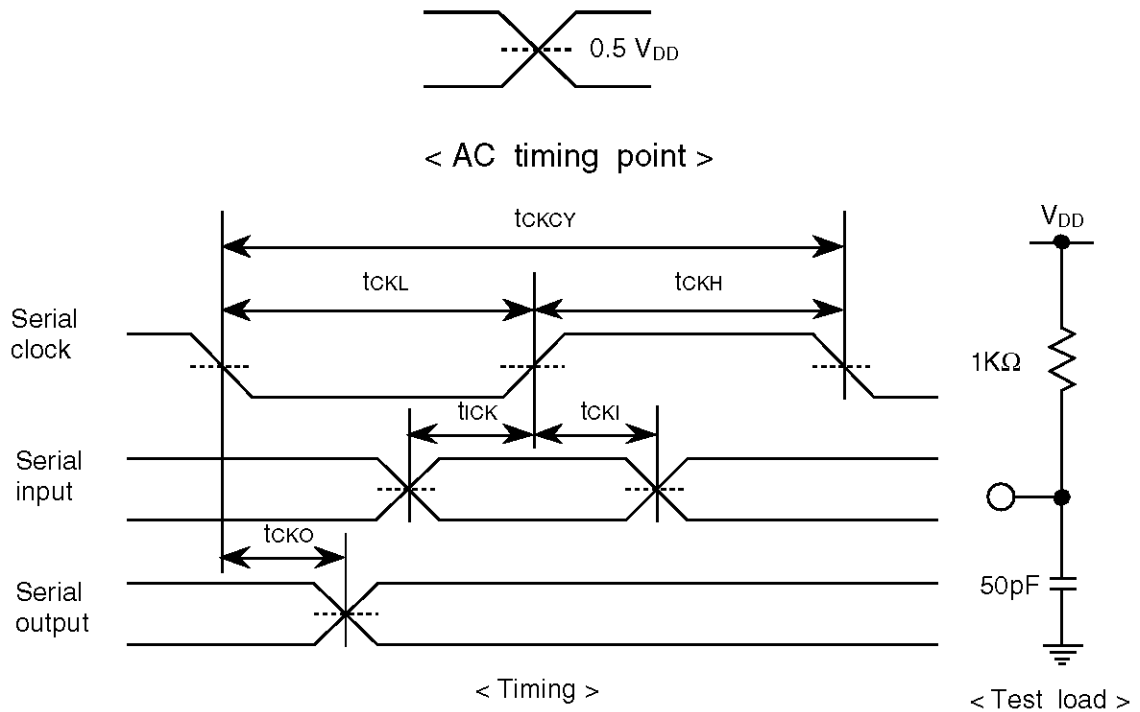 0.5 VDD
< AC timing point >
tCKCY
VDD
tCKL
tCKH
Serial
clock
1KΩ
tICK
tCKI
Serial
input
tCKO
Serial
output
50pF
< Timing >
< Test load >